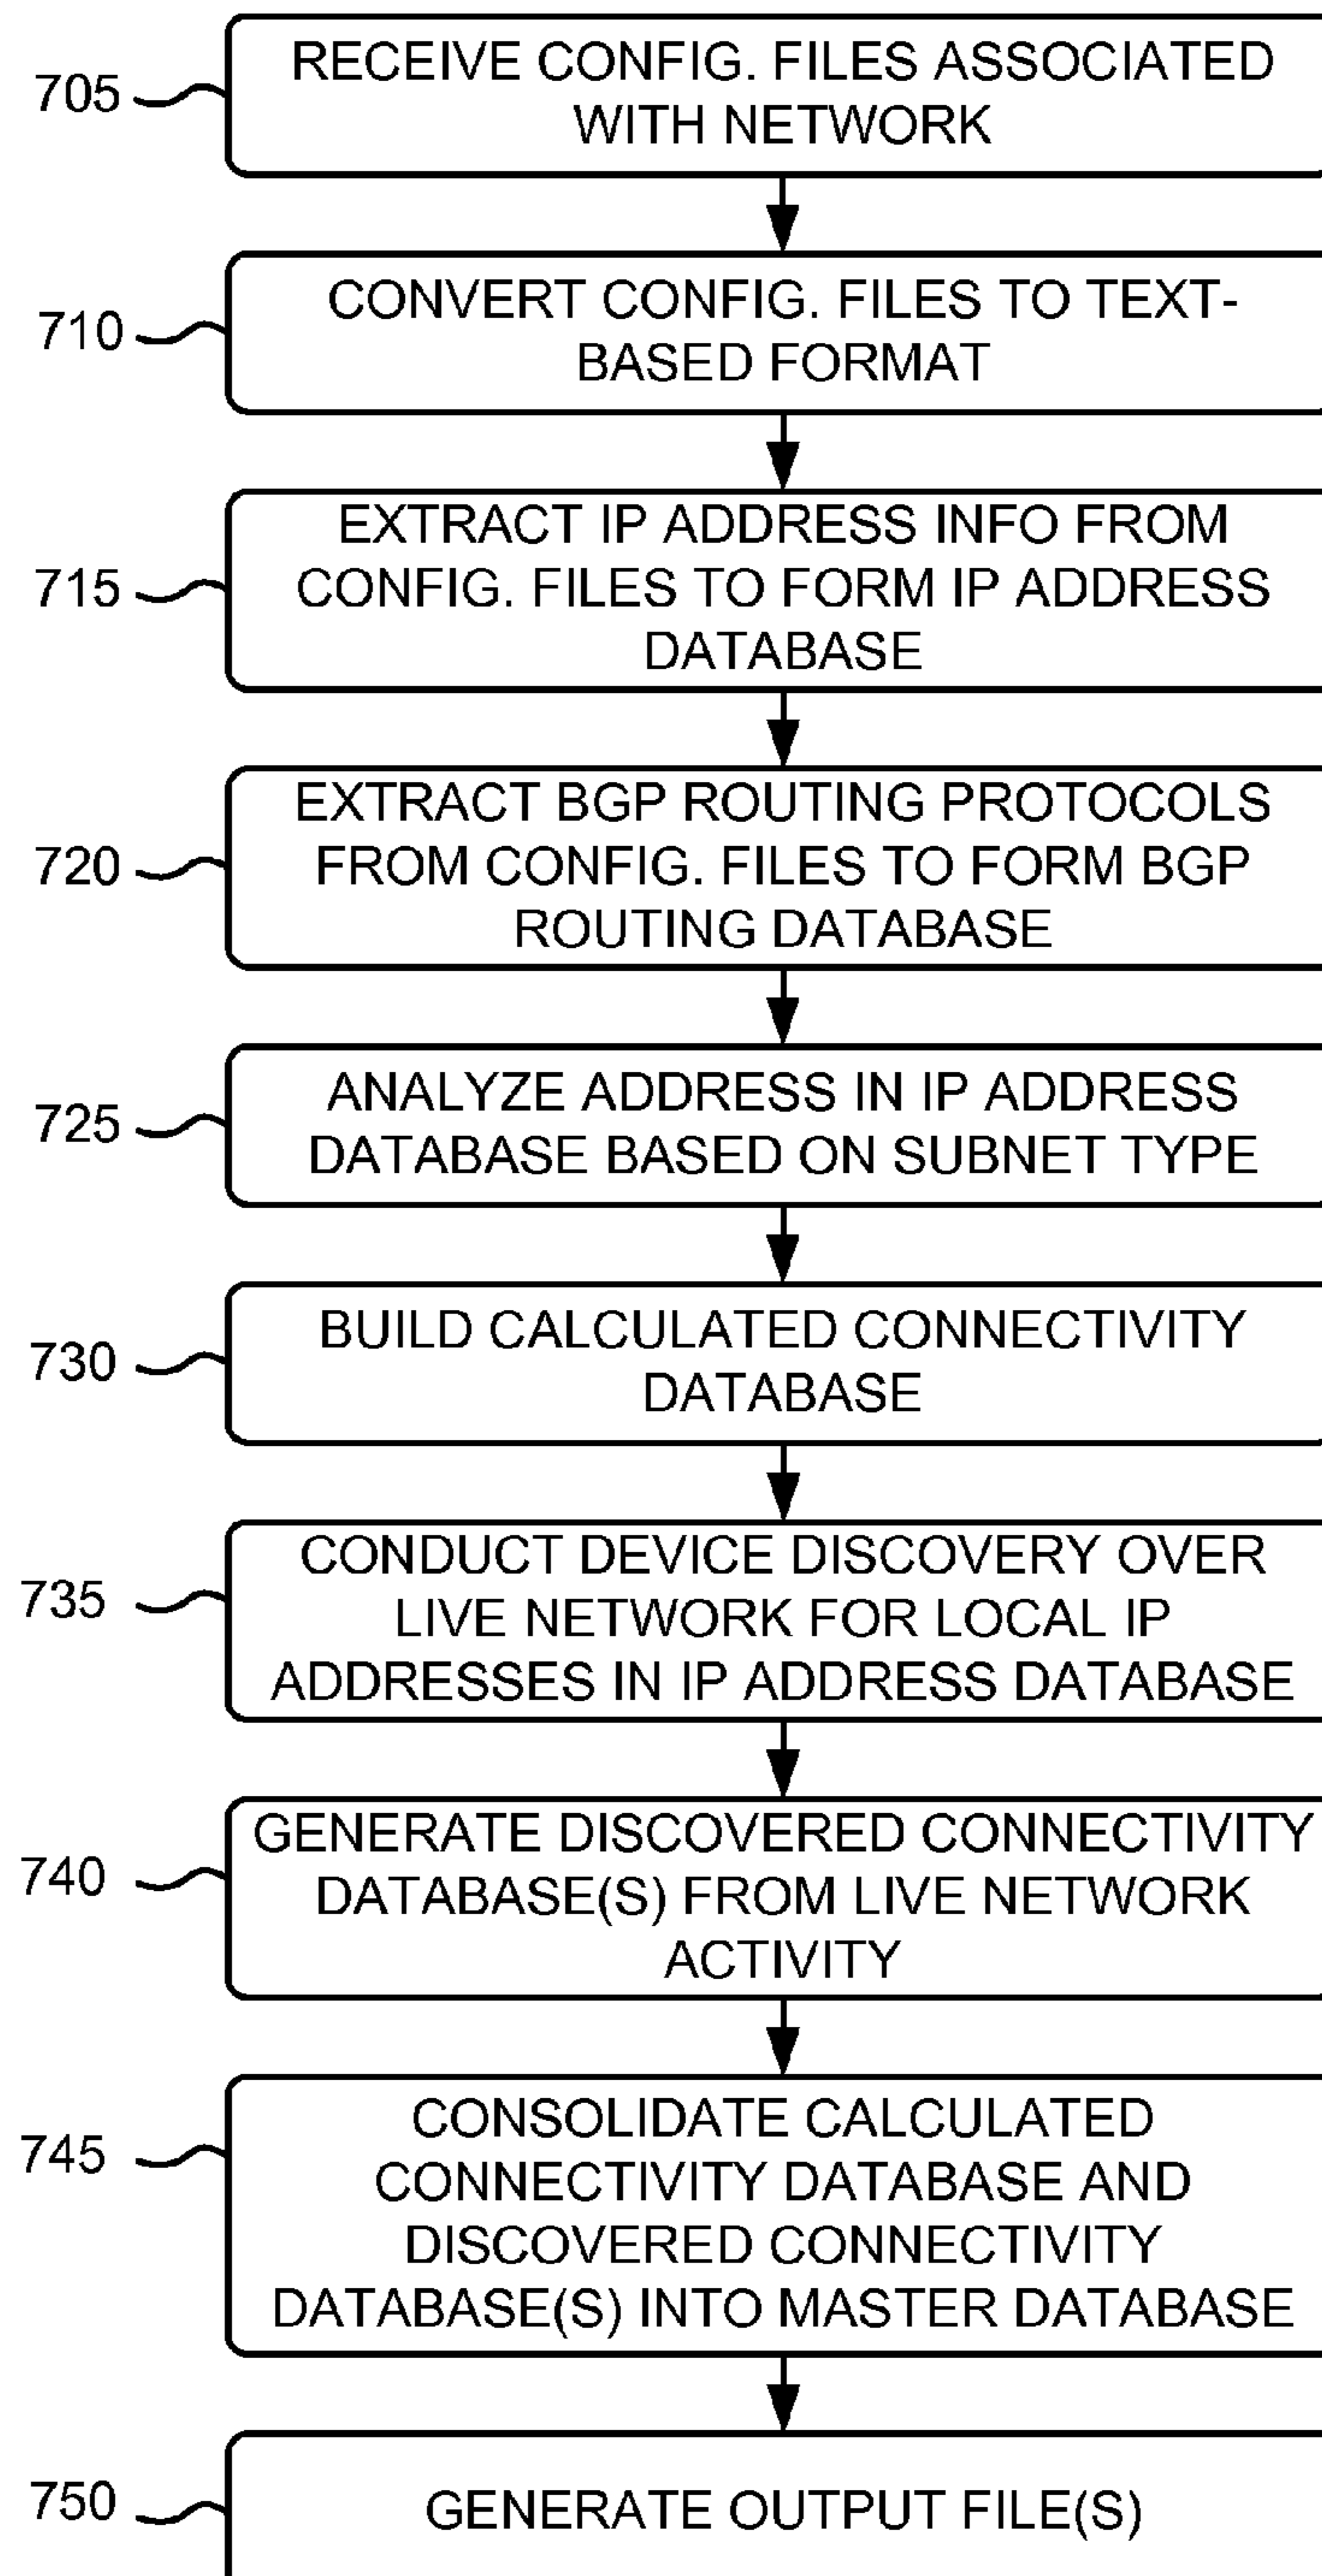 705
RECEIVE CONFIG. FILES ASSOCIATED
WITH NETWORK
710
CONVERT CONFIG. FILES TO TEXT-
BASED FORMAT
715
EXTRACT IP ADDRESS INFO FROM
CONFIG. FILES TO FORM IP ADDRESS
DATABASE
720
EXTRACT BGP ROUTING PROTOCOLS
FROM CONFIG. FILES TO FORM BGP
ROUTING DATABASE
725
ANALYZE ADDRESS IN IP ADDRESS
DATABASE BASED ON SUBNET TYPE
730
BUILD CALCULATED CONNECTIVITY
DATABASE
735
CONDUCT DEVICE DISCOVERY OVER
LIVE NETWORK FOR LOCAL IP
ADDRESSES IN IP ADDRESS DATABASE
740
GENERATE DISCOVERED CONNECTIVITY
DATABASE(S) FROM LIVE NETWORK
ACTIVITY
745
CONSOLIDATE CALCULATED
CONNECTIVITY DATABASE AND
DISCOVERED CONNECTIVITY
DATABASE(S) INTO MASTER DATABASE
750
GENERATE OUTPUT FILE(S)